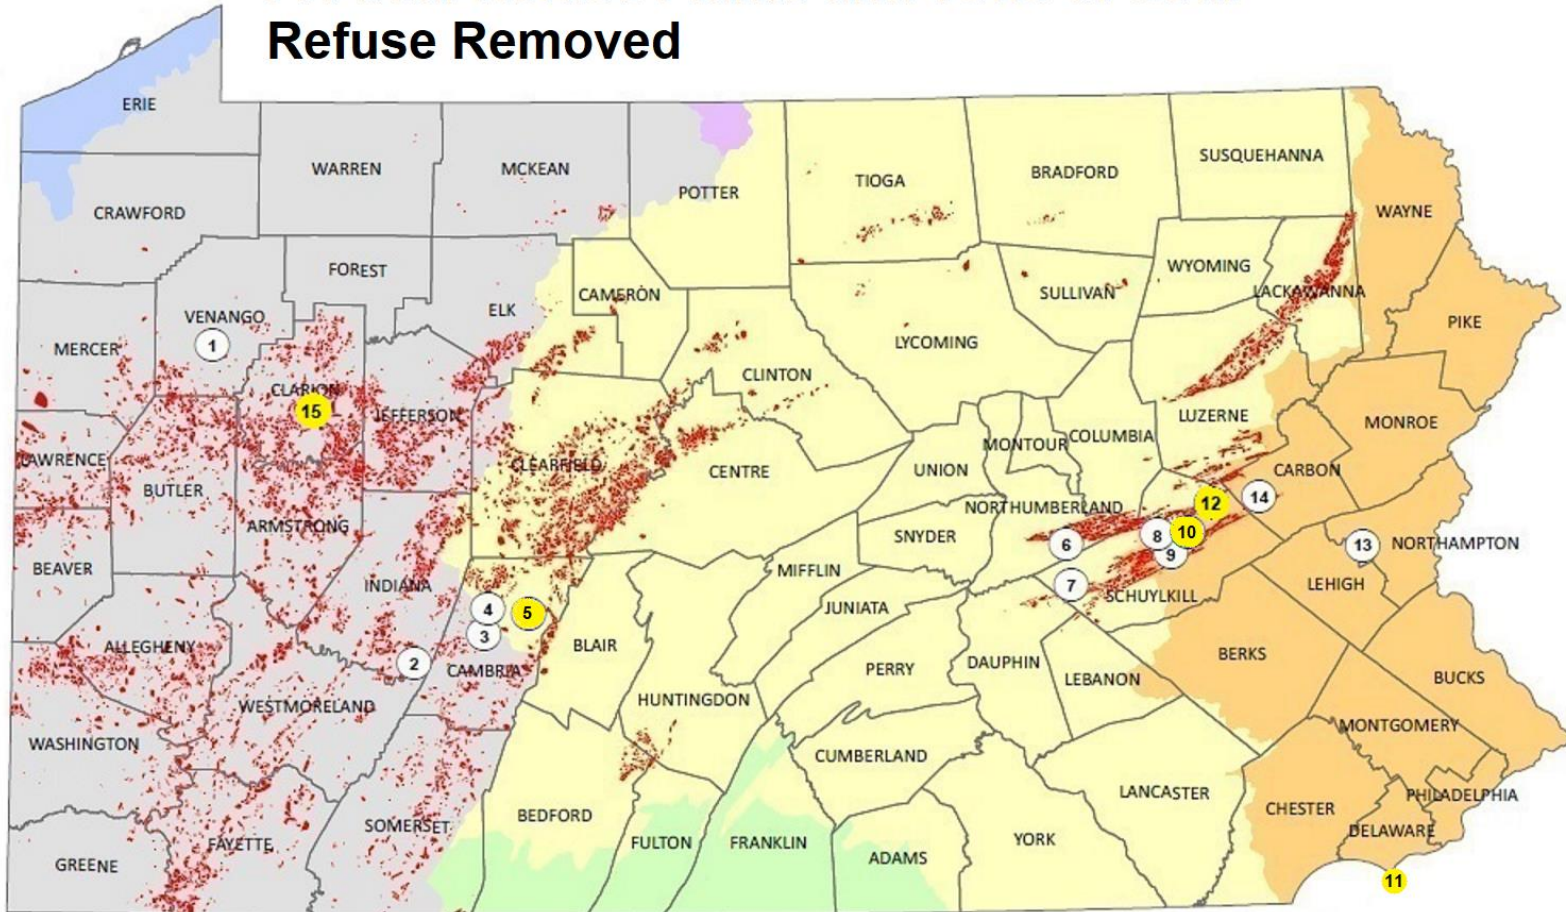 Refuse Removed
ERIE
WARREN
MCKEAN
POTTER
TIOGA
BRADFORD
SUSQUEHANNA
CRAWFORD
WAYNE
FOREST
WYOMING
ELK
CAMERON
SULLIVAN
LACKAWANNA
VENANGO
1
PIKE
MERCER
LYCOMING
CLINTON
CLARION
15
JEFFERSON
LUZERNE
MONROE
MONTOUR
COLUMBIA
LAWRENCE
CLEARFIELD
CENTRE
UNION
CARBON
BUTLER
14
12
NORTHUMBERLAND
ARMSTRONG
SNYDER
6
8
10
9
13
NORTHAMPTON
BEAVER
MIFFLIN
INDIANA
7
LEHIGH
SCHUYLKILL
4
5
JUNIATA
3
ALLEGHENY
BLAIR
BERKS
2
CAMBRIA
PERRY
DAUPHIN
LEBANON
BUCKS
HUNTINGDON
WESTMORELAND
MONTGOMERY
WASHINGTON
CUMBERLAND
LANCASTER
PHILADELPHIA
CHESTER
BEDFORD
SOMERSET
DELAWARE
FAYETTE
FULTON
FRANKLIN
YORK
ADAMS
GREENE
11